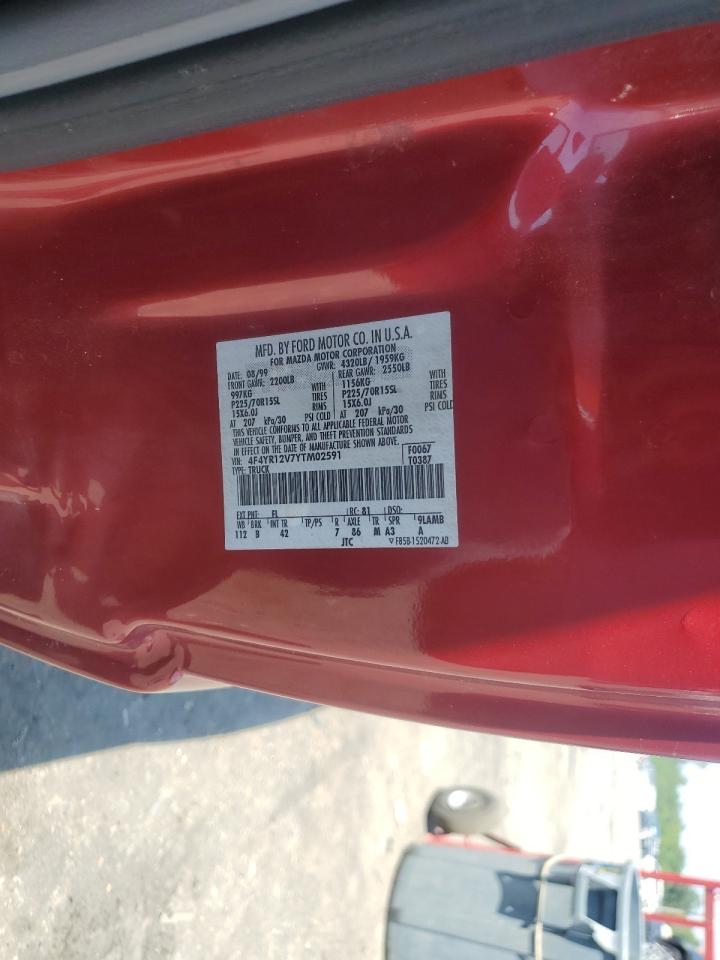 MFD. BY FORD MOTOR CO. IN U.S.A.
FOR MAZDA MOTOR CORPORATION
DATE: 08/99 GVWR: 4320LB/ 1959KG
FRONT GAWR: 2200LB REAR GAWR: 2550LB
997KG WITH 1156KG WITH
P225/70R15SL TIRES P225/70R15SL TIRES
15X6.0J RIMS 15X6.0J RIMS
AT 207 kPa/30 PSI COLD AT 207 kPa/30 PSI COLD
THIS VEHICLE CONFORMS TO ALL APPLICABLE FEDERAL MOTOR
VEHICLE SAFETY, BUMPER, AND THEFT PREVENTION STANDARDS
IN EFFECT ON THE DATE OF MANUFACTURE SHOWN ABOVE.
VIN: 4F4YR12V7YTM02591 F0067
TYPE: TRUCK T0387
EXT PNT: FL RC: 81 DSO:
WB BRK INT TR TP/PS R AXLE TR SPR 9LAMB
112 B 42 7 86 M A3 A
JTC F85B-1520472-AB